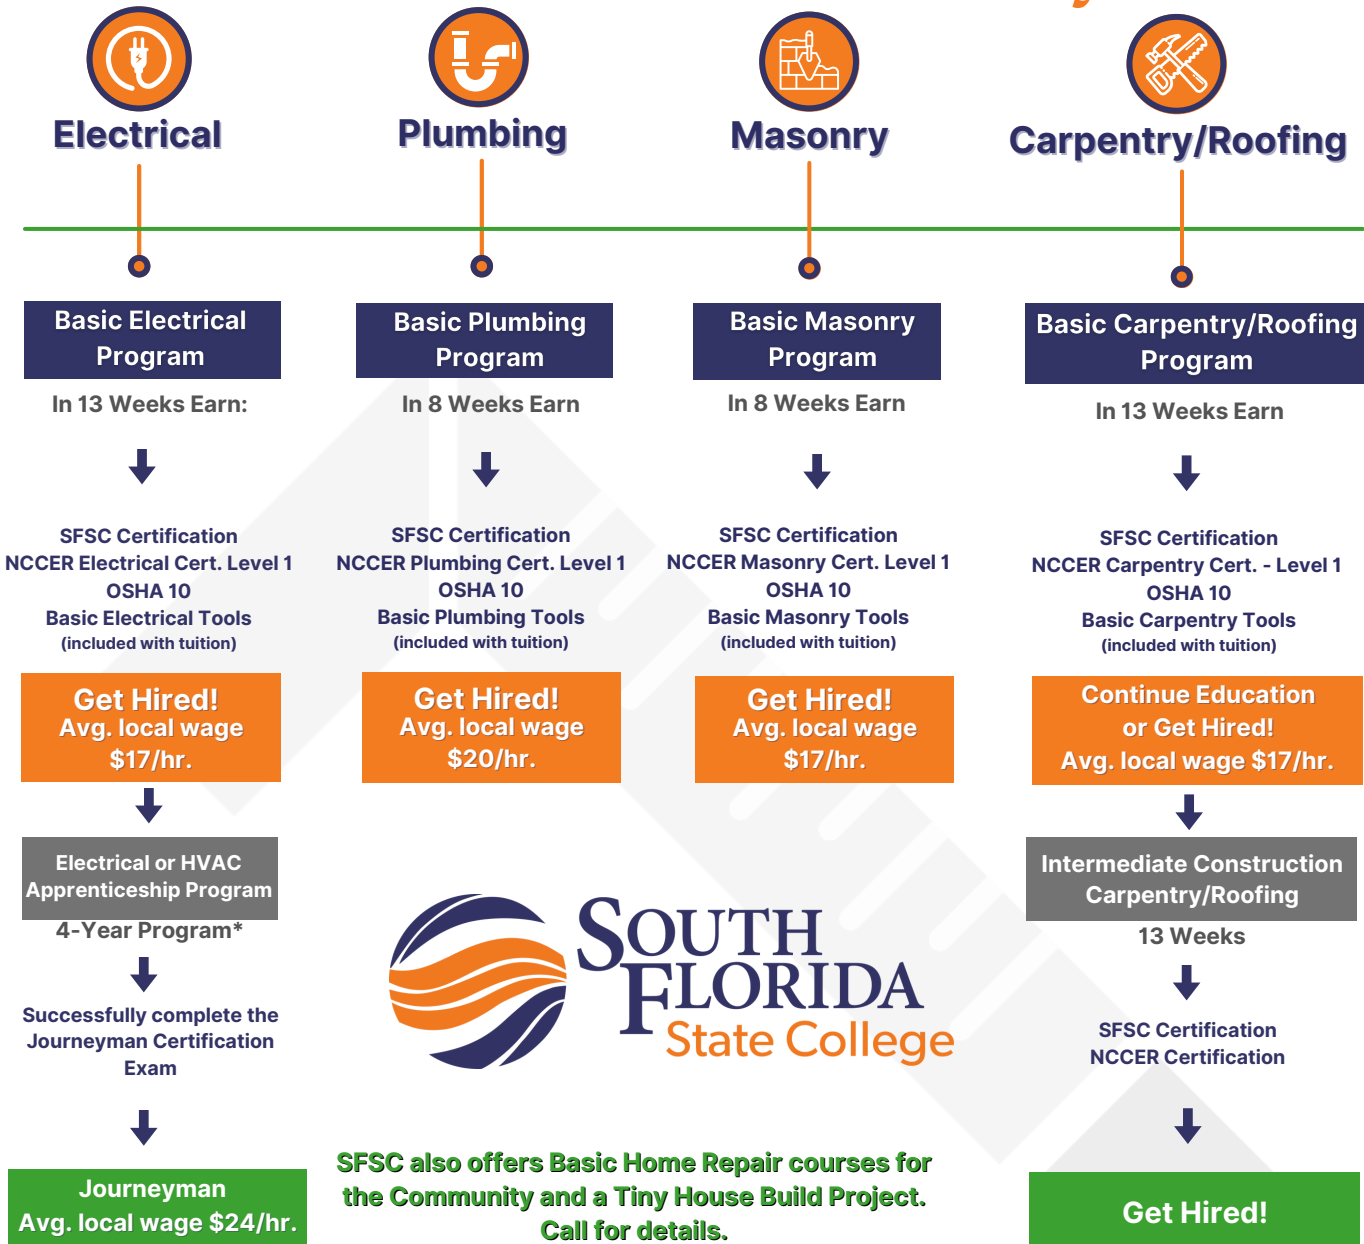 Electrical
Plumbing
Masonry
Carpentry/Roofing
Basic Electrical
Program
In 13 Weeks Earn:
SFSC Certification
NCCER Electrical Cert. Level 1
OSHA 10
Basic Electrical Tools
(included with tuition)
Get Hired!
Avg. local wage
$17/hr.
Electrical or HVAC
Apprenticeship Program
4-Year Program*
Successfully complete the
Journeyman Certification
Exam
Journeyman
Avg. local wage $24/hr.
Basic Plumbing
Program
In 8 Weeks Earn
SFSC Certification
NCCER Plumbing Cert. Level 1
OSHA 10
Basic Plumbing Tools
(included with tuition)
Get Hired!
Avg. local wage
$20/hr.
Basic Masonry
Program
In 8 Weeks Earn
SFSC Certification
NCCER Masonry Cert. Level 1
OSHA 10
Basic Masonry Tools
(included with tuition)
Get Hired!
Avg. local wage
$17/hr.
Basic Carpentry/Roofing
Program
In 13 Weeks Earn
SFSC Certification
NCCER Carpentry Cert. - Level 1
OSHA 10
Basic Carpentry Tools
(included with tuition)
Continue Education
or Get Hired!
Avg. local wage $17/hr.
Intermediate Construction
Carpentry/Roofing
13 Weeks
SFSC Certification
NCCER Certification
Get Hired!
SOUTH
FLORIDA
State College
SFSC also offers Basic Home Repair courses for
the Community and a Tiny House Build Project.
Call for details.